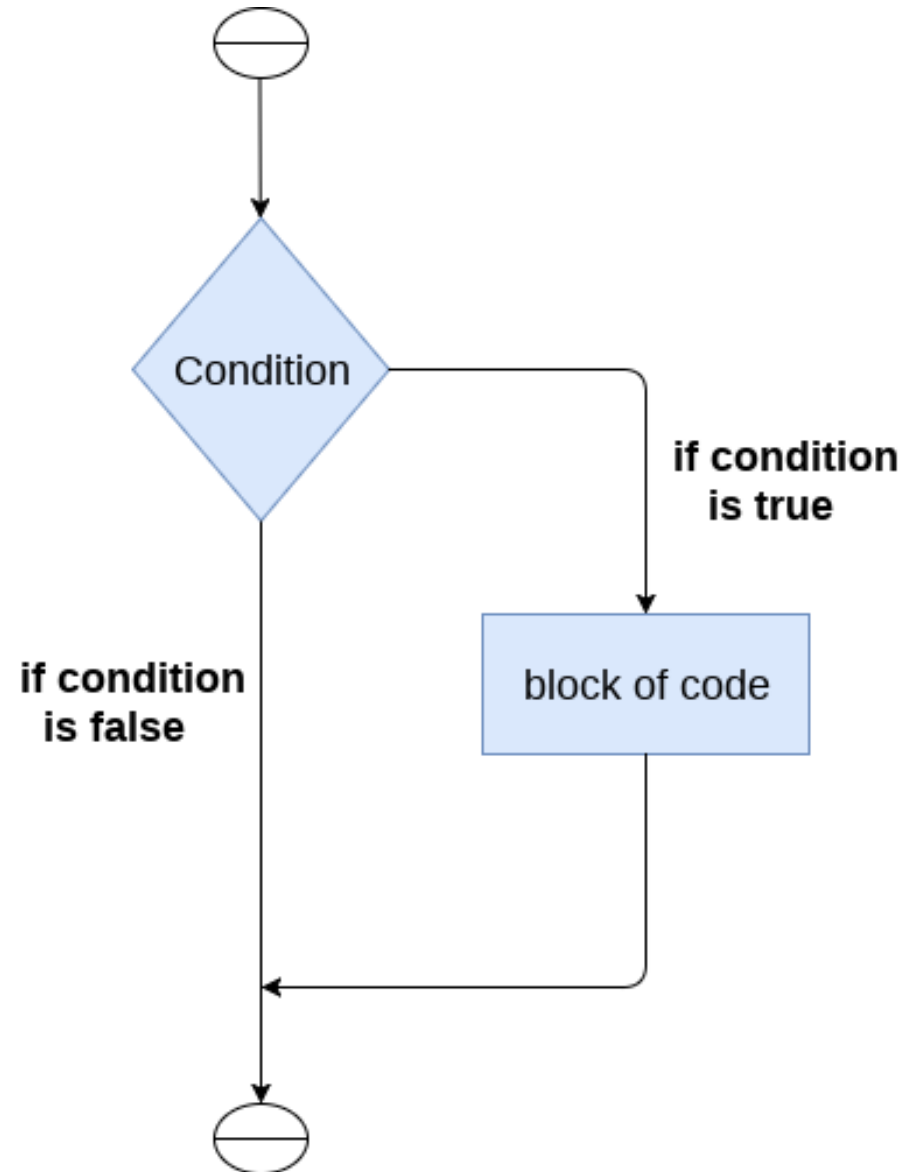 Condition
if condition
is true
if condition
is false
block of code